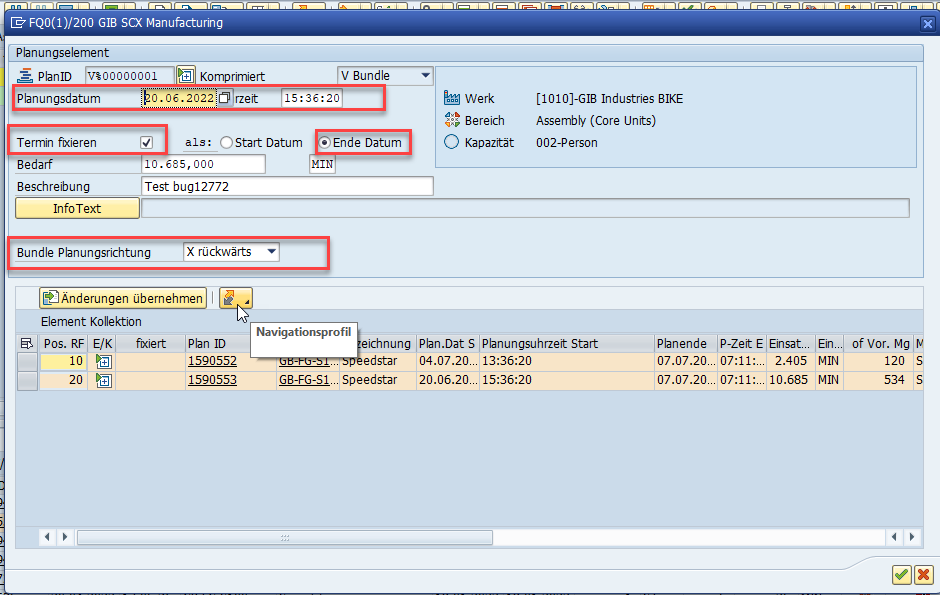 FQ0(1)/200 GIB SCX Manufacturing
Planungselement
PlanID V%00000001 Komprimiert V Bundle
Planungsdatum 20.06.2022 rzeit 15:36:20
Werk [1010]-GIB Industries BIKE
Bereich Assembly (Core Units)
Termin fixieren als: Start Datum Ende Datum
Kapazität 002-Person
Bedarf 10.685,000 MIN
Beschreibung Test bug12772
InfoText
Bundle Planungsrichtung X rückwärts
Änderungen übernehmen
Element Kollektion
Navigationsprofil
Pos. RF E/K fixiert Plan ID zeichnung Plan.Dat S Planungsuhrzeit Start Planende P-Zeit E Einsat... Ein... of Vor. Mg M
10 1590552 GB-FG-S1... Speedstar 04.07.20... 13:36:20 07.07.20... 07:11:... 2.405 MIN 120 S
20 1590553 GB-FG-S1... Speedstar 20.06.20... 15:36:20 07.07.20... 07:11:... 10.685 MIN 534 S